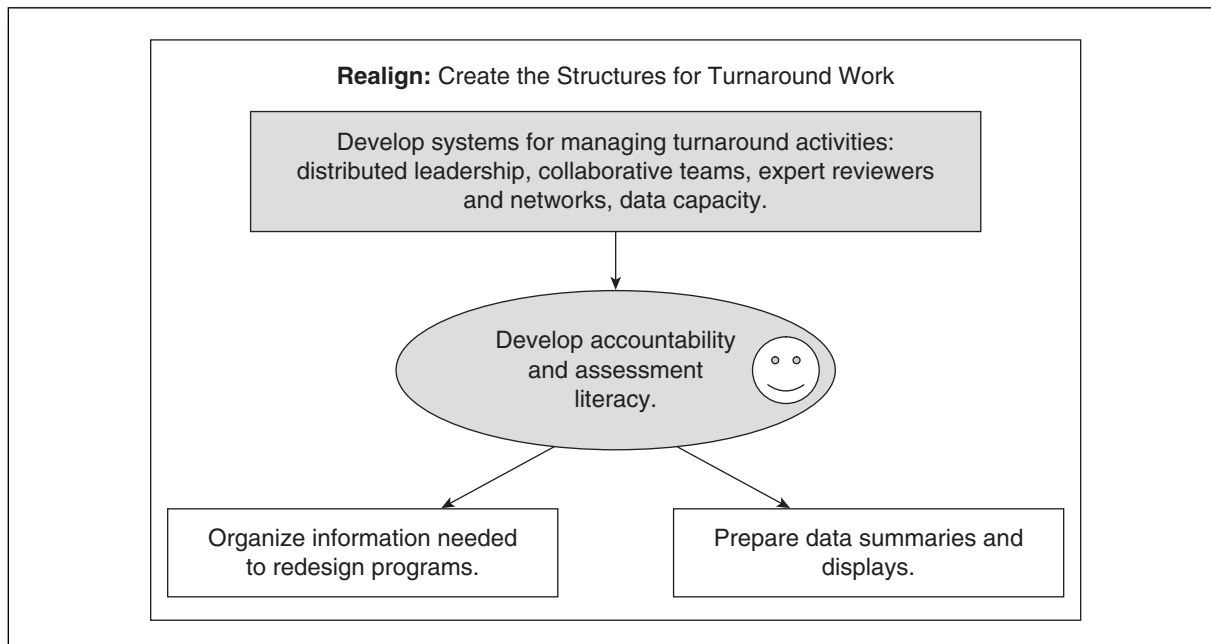 Realign: Create the Structures for Turnaround Work
Develop systems for managing turnaround activities:
distributed leadership, collaborative teams, expert reviewers
and networks, data capacity.
Develop accountability
and assessment
literacy.
Organize information needed
to redesign programs.
Prepare data summaries and
displays.